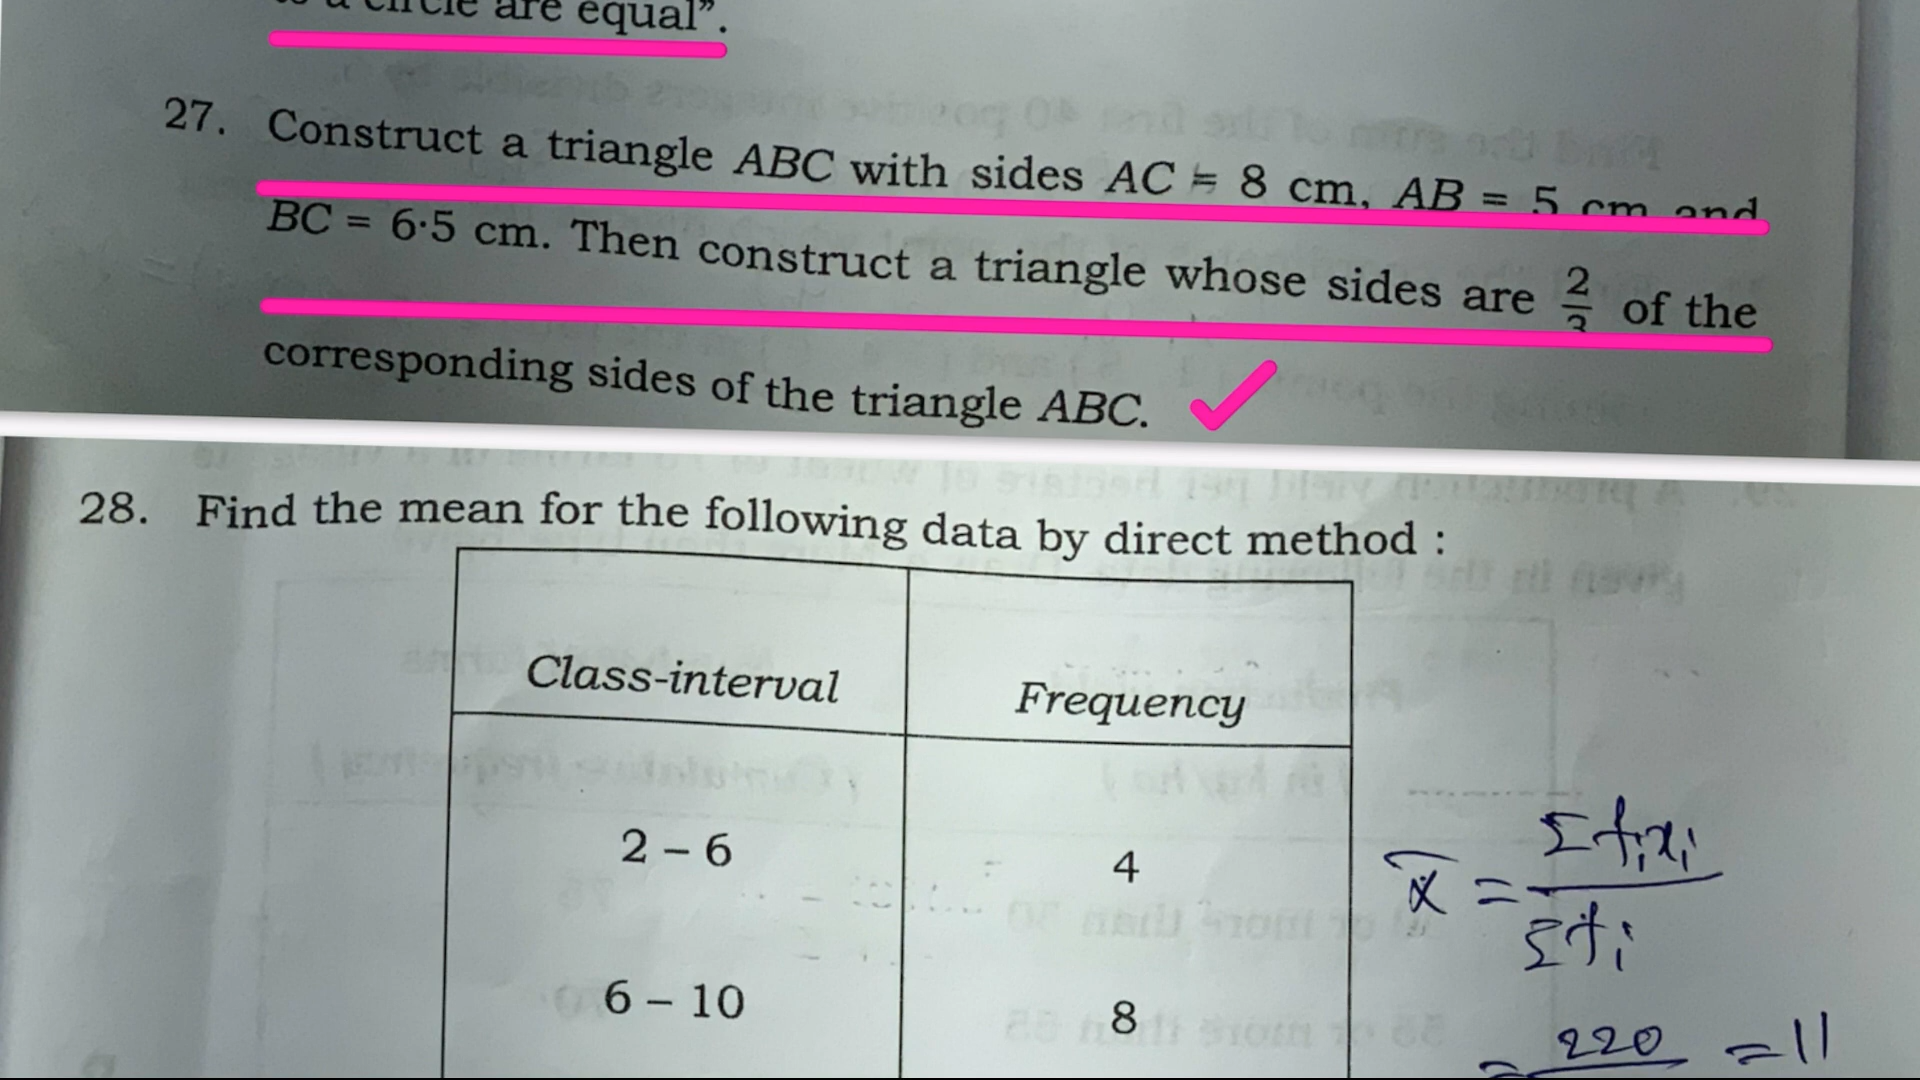 to a circle are equal”.
27. Construct a triangle ABC with sides AC = 8 cm, AB = 5 cm and
BC = 6·5 cm. Then construct a triangle whose sides are 2/3 of the
corresponding sides of the triangle ABC.
28. Find the mean for the following data by direct method :
Class-interval Frequency
2 – 6 4
6 – 10 8
x̄ = Σfixi / Σfi
= 220 = 11